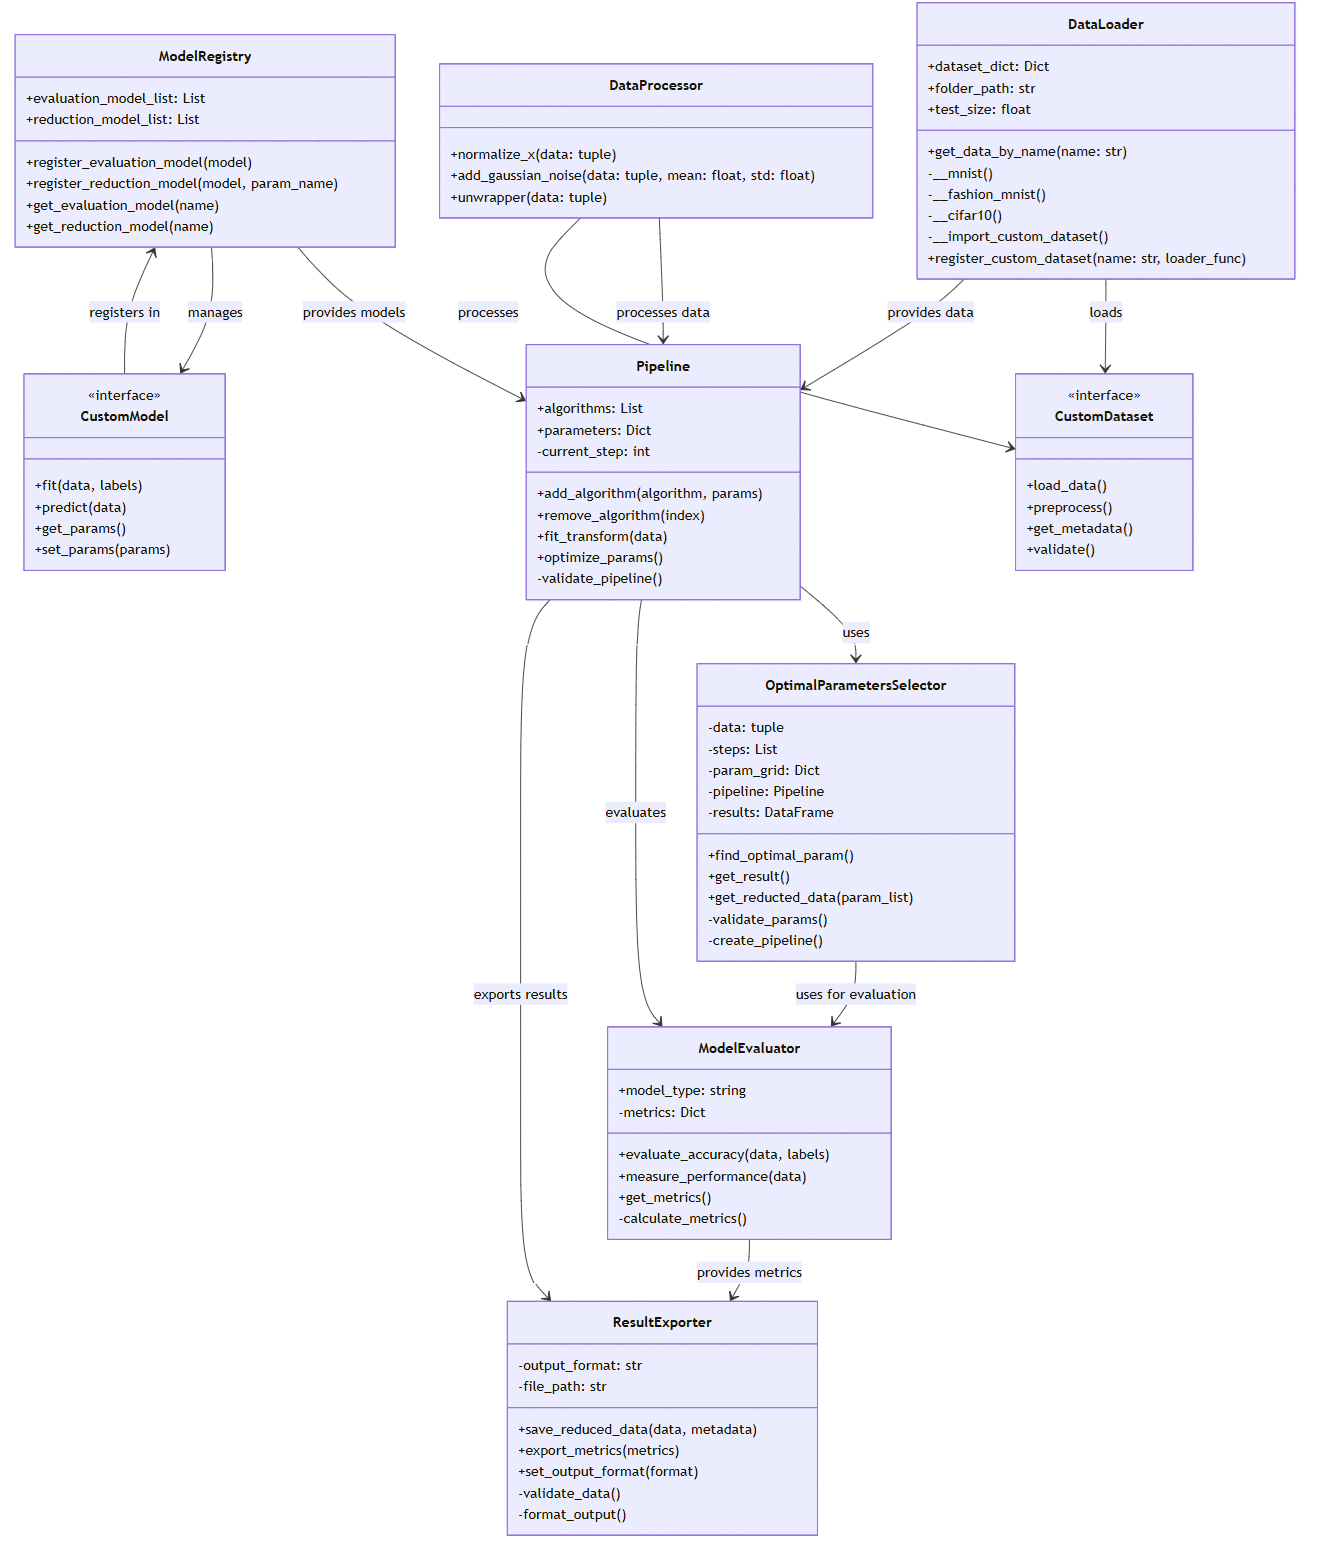 ModelRegistry
+evaluation_model_list: List
+reduction_model_list: List
+register_evaluation_model(model)
+register_reduction_model(model, param_name)
+get_evaluation_model(name)
+get_reduction_model(name)
DataProcessor
+normalize_x(data: tuple)
+add_gaussian_noise(data: tuple, mean: float, std: float)
+unwrapper(data: tuple)
DataLoader
+dataset_dict: Dict
+folder_path: str
+test_size: float
+get_data_by_name(name: str)
-__mnist()
-__fashion_mnist()
-__cifar10()
-__import_custom_dataset()
+register_custom_dataset(name: str, loader_func)
registers in
manages
provides models
processes
processes data
provides data
loads
«interface»
CustomModel
+fit(data, labels)
+predict(data)
+get_params()
+set_params(params)
Pipeline
+algorithms: List
+parameters: Dict
-current_step: int
+add_algorithm(algorithm, params)
+remove_algorithm(index)
+fit_transform(data)
+optimize_params()
-validate_pipeline()
«interface»
CustomDataset
+load_data()
+preprocess()
+get_metadata()
+validate()
uses
OptimalParametersSelector
-data: tuple
-steps: List
-param_grid: Dict
-pipeline: Pipeline
-results: DataFrame
+find_optimal_param()
+get_result()
+get_reducted_data(param_list)
-validate_params()
-create_pipeline()
evaluates
exports results
uses for evaluation
ModelEvaluator
+model_type: string
-metrics: Dict
+evaluate_accuracy(data, labels)
+measure_performance(data)
+get_metrics()
-calculate_metrics()
provides metrics
ResultExporter
-output_format: str
-file_path: str
+save_reduced_data(data, metadata)
+export_metrics(metrics)
+set_output_format(format)
-validate_data()
-format_output()